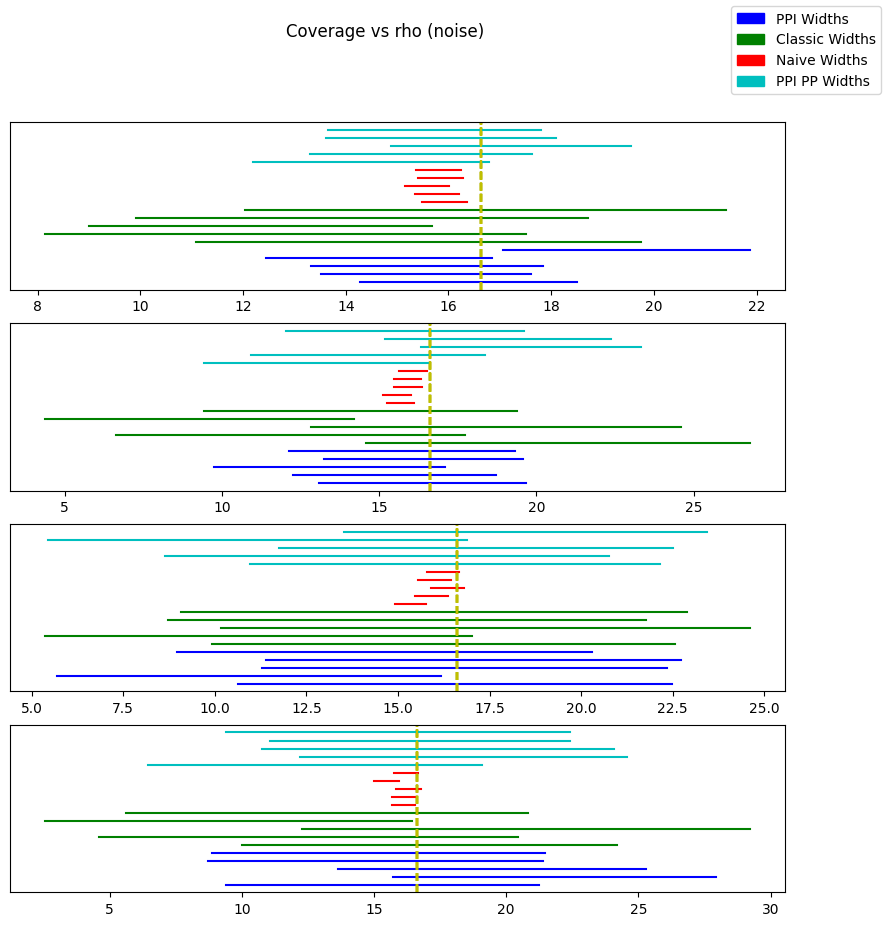 Coverage vs rho (noise)
PPI Widths
Classic Widths
Naive Widths
PPI PP Widths
8 10 12 14 16 18 20 22
5 10 15 20 25
5.0 7.5 10.0 12.5 15.0 17.5 20.0 22.5 25.0
5 10 15 20 25 30